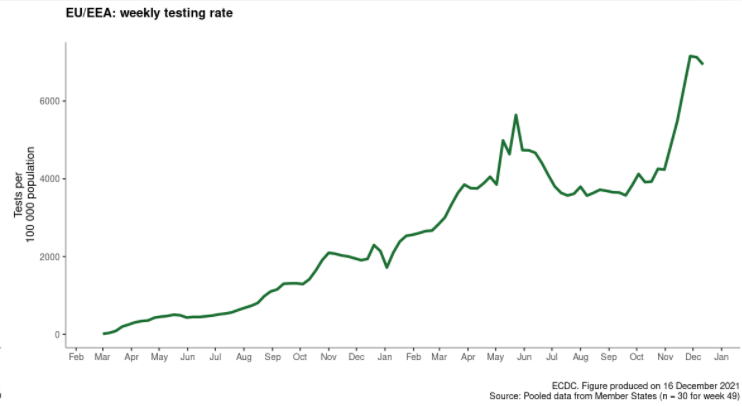 EU/EEA: weekly testing rate
6000
4000
2000
0
Tests per
100 000 population
Feb Mar Apr May Jun Jul Aug Sep Oct Nov Dec Jan Feb Mar Apr May Jun Jul Aug Sep Oct Nov Dec Jan
ECDC. Figure produced on 16 December 2021
Source: Pooled data from Member States (n = 30 for week 49)